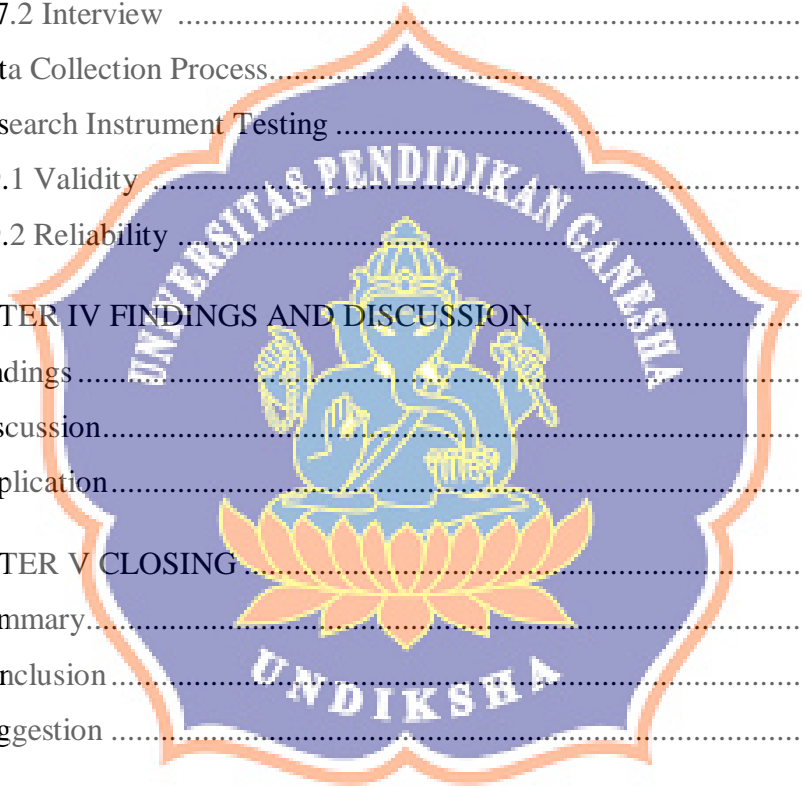 7.2 Interview ......................................................................
ta Collection Process......................................................................
search Instrument Testing ......................................................................
.1 Validity ......................................................................
.2 Reliability ......................................................................
UNIVERSITAS PENDIDIKAN GANESHA
TER IV FINDINGS AND DISCUSSION......................................................................
dings ......................................................................
scussion......................................................................
plication......................................................................
TER V CLOSING ......................................................................
mmary......................................................................
nclusion ......................................................................
ggestion ......................................................................
UNDIKSHA